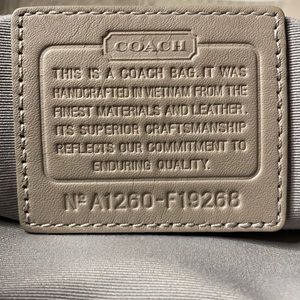 COACH
THIS IS A COACH BAG. IT WAS
HANDCRAFTED IN VIETNAM FROM THE
FINEST MATERIALS AND LEATHER.
ITS SUPERIOR CRAFTSMANSHIP
REFLECTS OUR COMMITMENT TO
ENDURING QUALITY.
Nº A1260-F19268